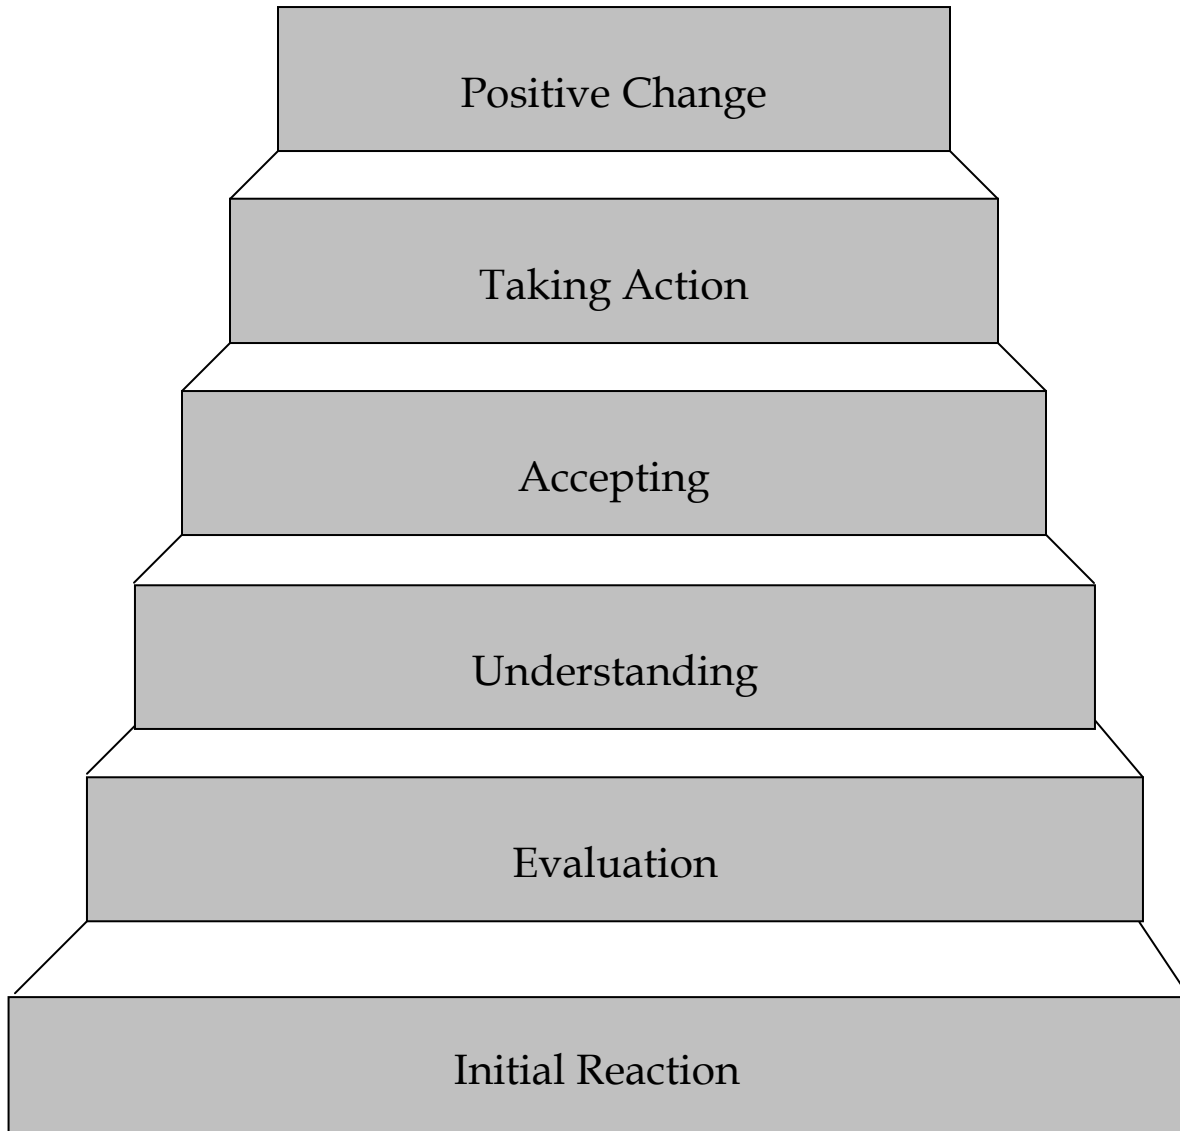 Positive Change
Taking Action
Accepting
Understanding
Evaluation
Initial Reaction